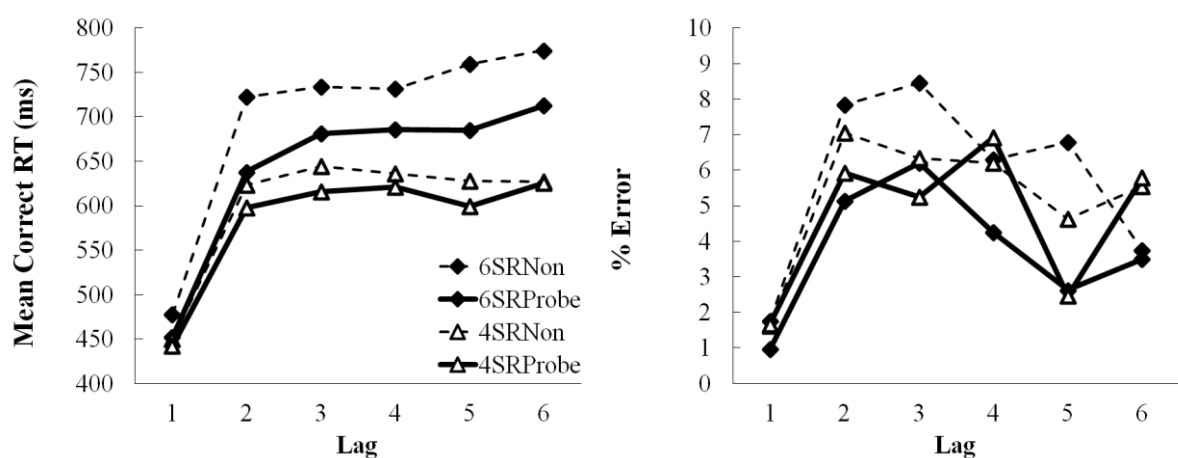 Mean Correct RT (ms)
800
750
700
650
600
550
500
450
400
1 2 3 4 5 6
Lag
6SRNon
6SRProbe
4SRNon
4SRProbe
% Error
10
9
8
7
6
5
4
3
2
1
0
1 2 3 4 5 6
Lag